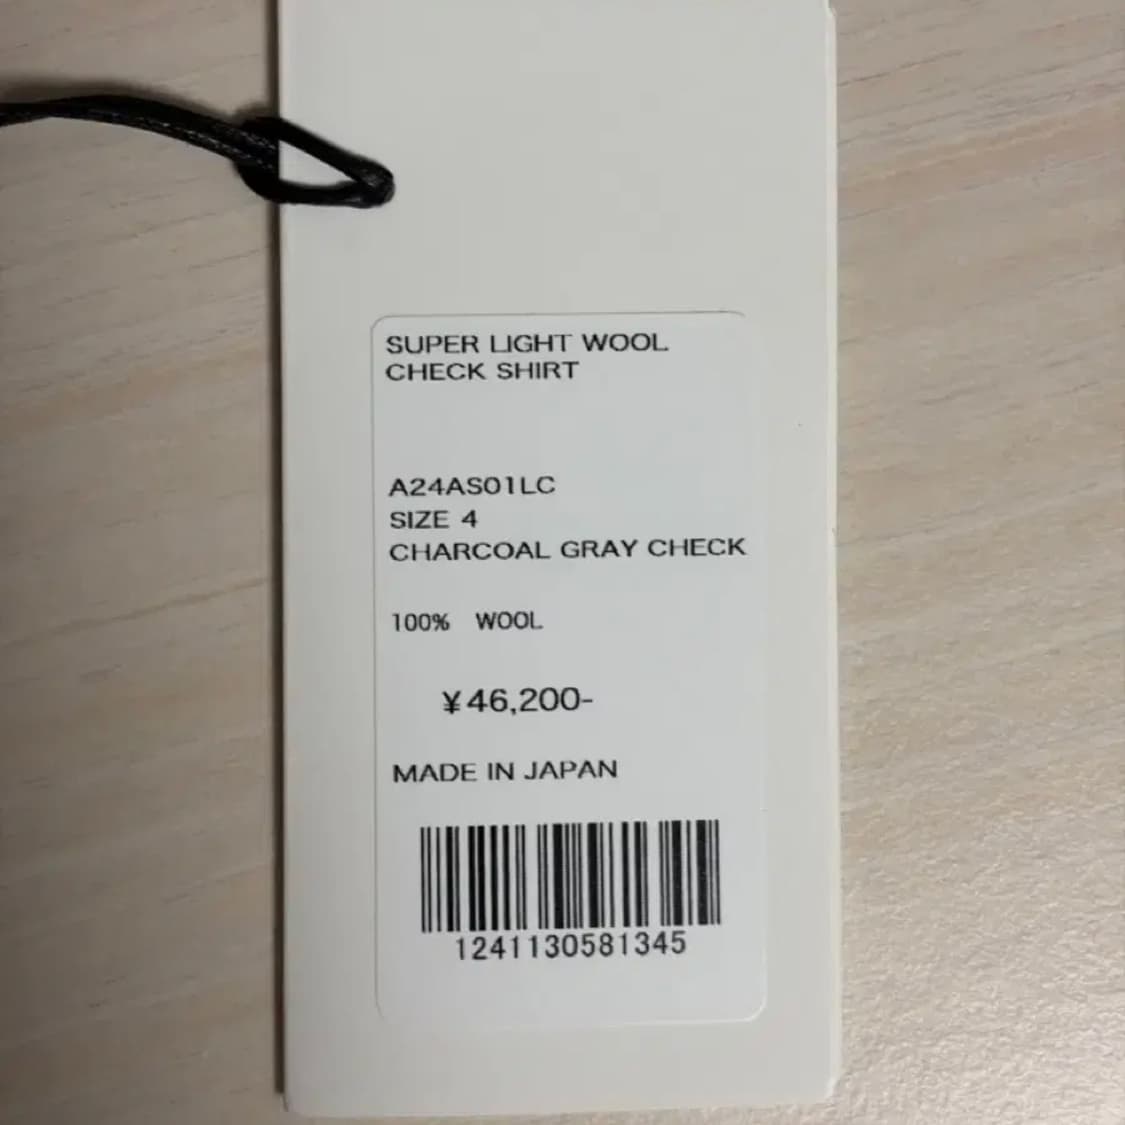 SUPER LIGHT WOOL
CHECK SHIRT
A24AS01LC
SIZE 4
CHARCOAL GRAY CHECK
100% WOOL
¥46,200-
MADE IN JAPAN
1241130581345